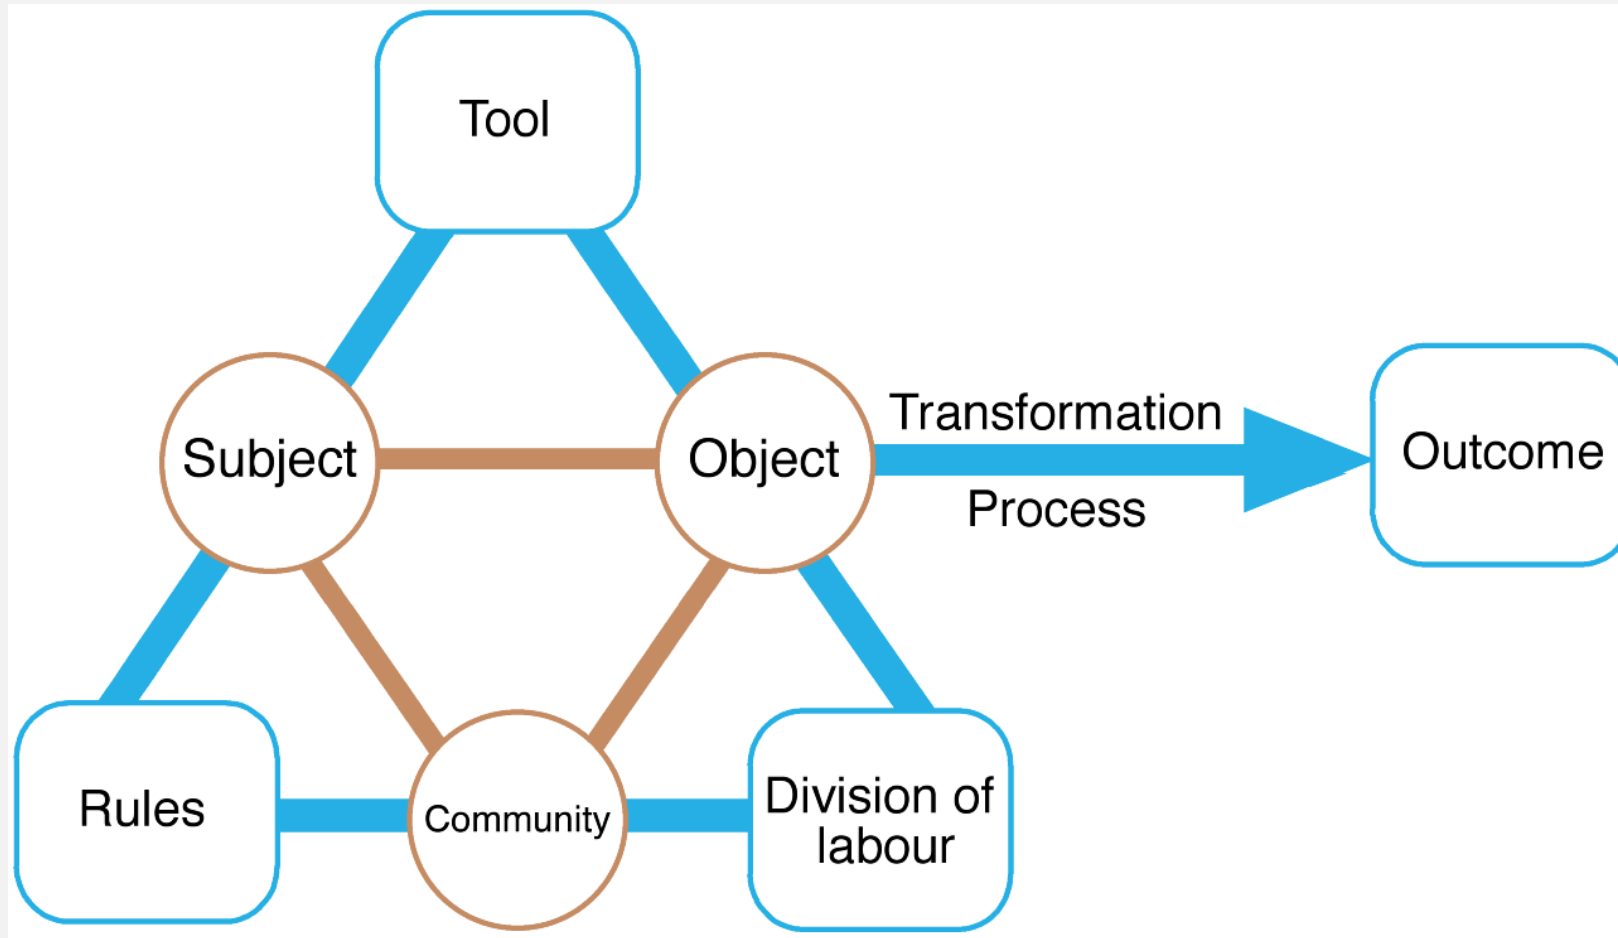 Tool
Subject
Object
Transformation
Process
Outcome
Rules
Community
Division of
labour